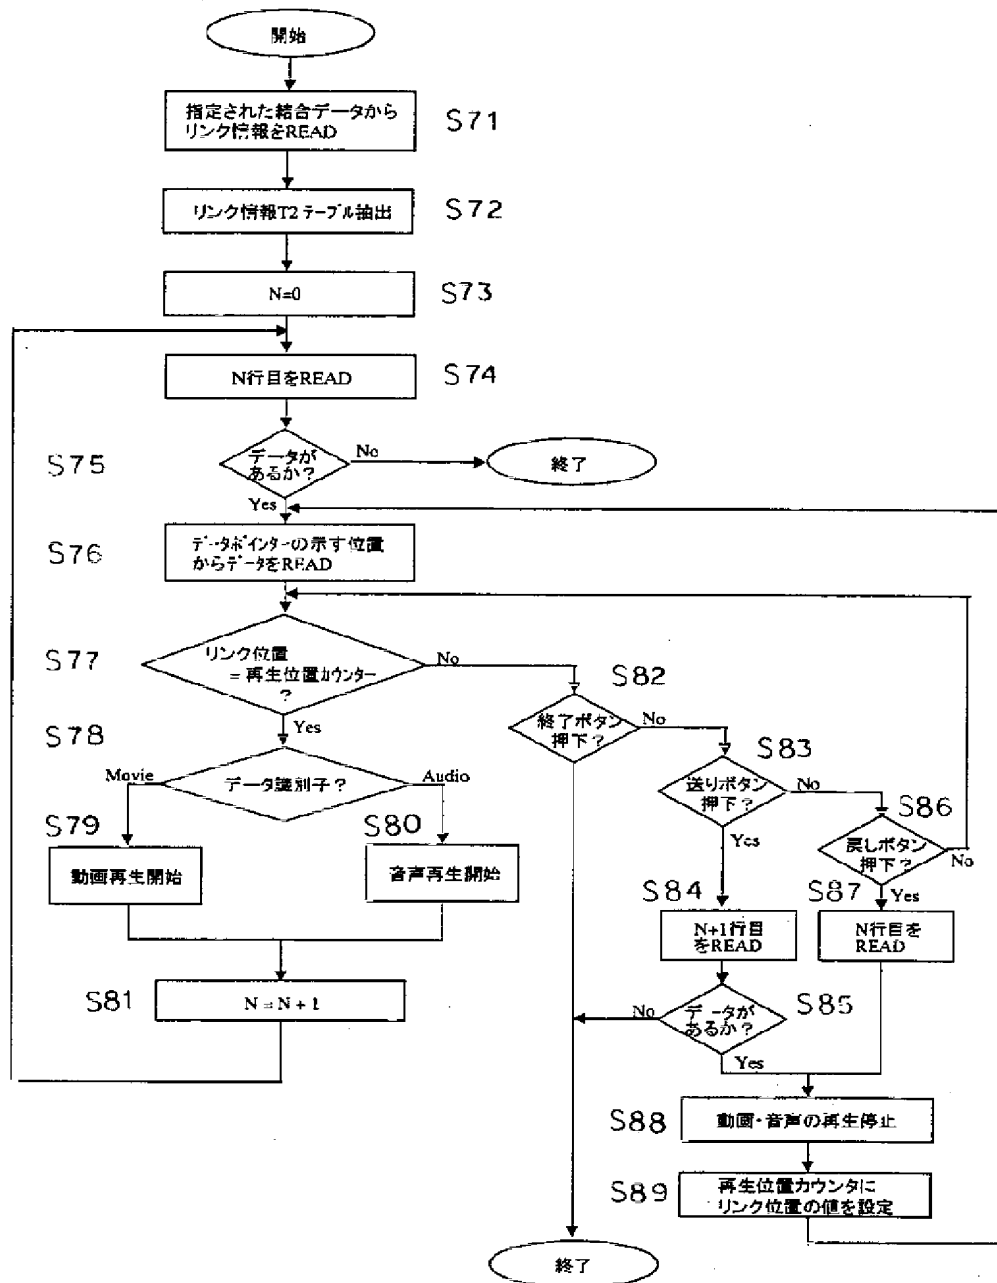 開始
指定された結合データから
リンク情報をREAD
S71
リンク情報T2テーブル抽出
S72
N=0
S73
N行目をREAD
S74
S75
データが
あるか?
No
終了
Yes
S76
データポインターの示す位置
からデータをREAD
S77
リンク位置
=再生位置カウンター
?
No
S82
Yes
終了ボタン
押下?
No
S78
S83
Movie
データ識別子?
Audio
送りボタン
押下?
No
S86
S79
S80
Yes
戻しボタン
押下?
No
動画再生開始
音声再生開始
S84
S87
Yes
N+1行目
をREAD
N行目を
READ
S81
N=N+1
S85
No
データが
あるか?
Yes
S88
動画・音声の再生停止
S89
再生位置カウンタに
リンク位置の値を設定
終了